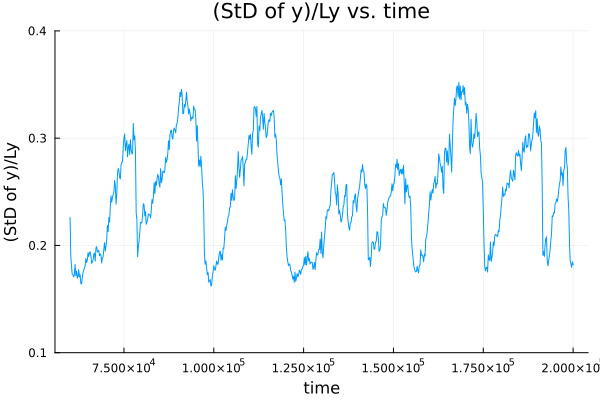 (StD of y)/Ly vs. time
(StD of y)/Ly
0.4
0.3
0.2
0.1
7.500×10⁴ 1.000×10⁵ 1.250×10⁵ 1.500×10⁵ 1.750×10⁵ 2.000×10⁵
time